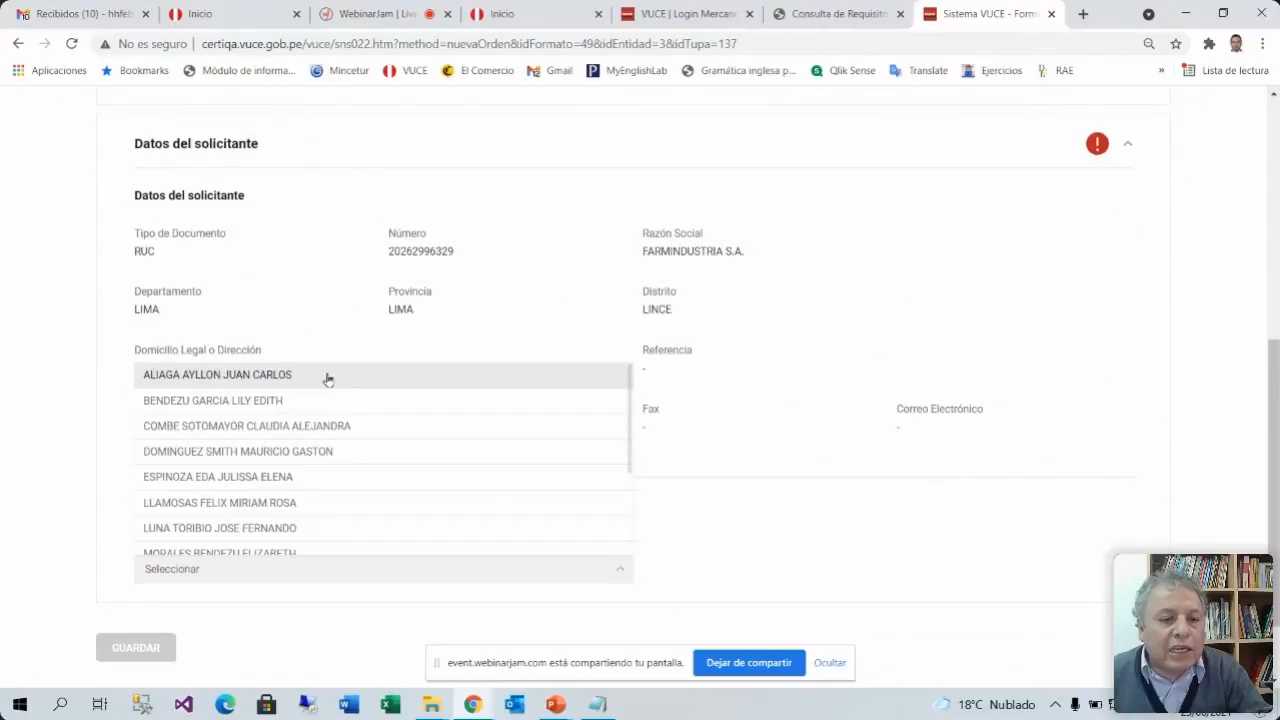 Recibidos (10) - hhfeb
Inicio
WebinarJam | Live
Inicio
VUCE | Login Mercan
Consulta de Requisito
Sistema VUCE - Form
No es seguro | certiqa.vuce.gob.pe/vuce/sns022.htm?method=nuevaOrden&idFormato=49&idEntidad=3&idTupa=137
Aplicaciones
Bookmarks
Módulo de informa...
Mincetur
VUCE
El Comercio
Gmail
MyEnglishLab
Gramática inglesa p...
Qlik Sense
Translate
Ejercicios
RAE
»
Lista de lectura
Datos del solicitante
Datos del solicitante
Tipo de Documento
Número
Razón Social
RUC
20262996329
FARMINDUSTRIA S.A.
Departamento
Provincia
Distrito
LIMA
LIMA
LINCE
Domicilio Legal o Dirección
Referencia
-
ALIAGA AYLLON JUAN CARLOS
BENDEZU GARCIA LILY EDITH
Fax
Correo Electrónico
-
-
COMBE SOTOMAYOR CLAUDIA ALEJANDRA
DOMINGUEZ SMITH MAURICIO GASTON
ESPINOZA EDA JULISSA ELENA
LLAMOSAS FELIX MIRIAM ROSA
LUNA TORIBIO JOSE FERNANDO
MORALES BENDEZU ELIZABETH
Seleccionar
GUARDAR
event.webinarjam.com está compartiendo tu pantalla.
Dejar de compartir
Ocultar
18°C Nublado